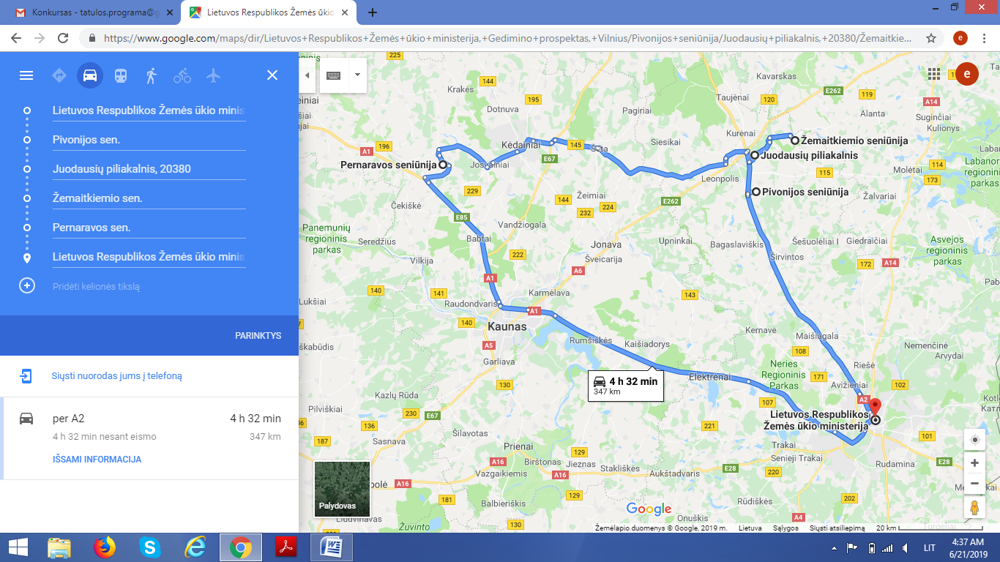 Konkursas - tatulos.programa@g
Lietuvos Respublikos Žemės ūkio
https://www.google.com/maps/dir/Lietuvos+Respublikos+Žemės+ūkio+ministerija,+Gedimino+prospektas,+Vilnius/Pivonijos+seniūnija/Juodausių+piliakalnis,+20380/Žemaitkie...
e
Lietuvos Respublikos Žemės ūkio minis
Pivonijos sen.
Juodausių piliakalnis, 20380
Žemaitkiemio sen.
Pernaravos sen.
Lietuvos Respublikos Žemės ūkio minis
Pridėti kelionės tikslą
PARINKTYS
Siųsti nuorodas jums į telefoną
per A2
4 h 32 min
4 h 32 min nesant eismo
347 km
IŠSAMI INFORMACIJA
225
144
Krakės
195
Dotnuva
Pagiriai
Kavarskas
E262
Taujėnai
120
119
Alanta
A14
Suginčiai
Kulionys
e
A1
196
Kėdainiai
145
Šėta
Siesikai
Kurėnai
Žemaitkiemio seniūnija
Pernaravos seniūnija
Josvainiai
E67
Juodausių piliakalnis
Molėtai
114
173
Labanoro
regioninis
parkas
Leonpolis
115
229
144
Žeimiai
Pivonijos seniūnija
Žalvariai
Čekiškė
E262
E85
232
224
Panemunių
regioninis
parkas
Seredžius
Vandžiogala
Babtai
Jonava
Upninkai
Bagaslaviškis
Šešuolėliai I
Giedraičiai
Asvejos
regioninis
parkas
Vilkija
222
Šveicarija
Širvintos
172
A14
A1
A6
140
141
Karmėlava
143
Lukšiai
Raudondvaris
A1
140
Kaunas
Kernavė
Maišiagala
Rumšiškės
Kaišiadorys
A5
108
Nemenčinė
Arvydai
Garliava
Neries
Regioninis
Parkas
Riešė
4 h 32 min
347 km
Elektrėnai
171
Avižieniai
102
130
Kazlų Rūda
107
A2
Pilviškiai
230
E67
Lietuvos Respublikos
Žemės ūkio ministerija
136
Šilavotas
221
101
187
Sasnava
Prienai
129
Trakai
Senieji Trakai
A16
Birštonas
Jieznas
Stakliškės
E28
Rudamina
E28
Vazgaikiemis
A16
Aukštadvaris
220
A16
181
Balbieriškis
129
Rūdiškės
202
Palydovas
Liudvinavas
Žuvinto
130
Google
Onuškis
A4
Žemėlapio duomenys © Google, 2019 m.
Lietuva
Sąlygos
Siųsti atsiliepimą
20 km
LIT
4:37 AM
6/21/2019